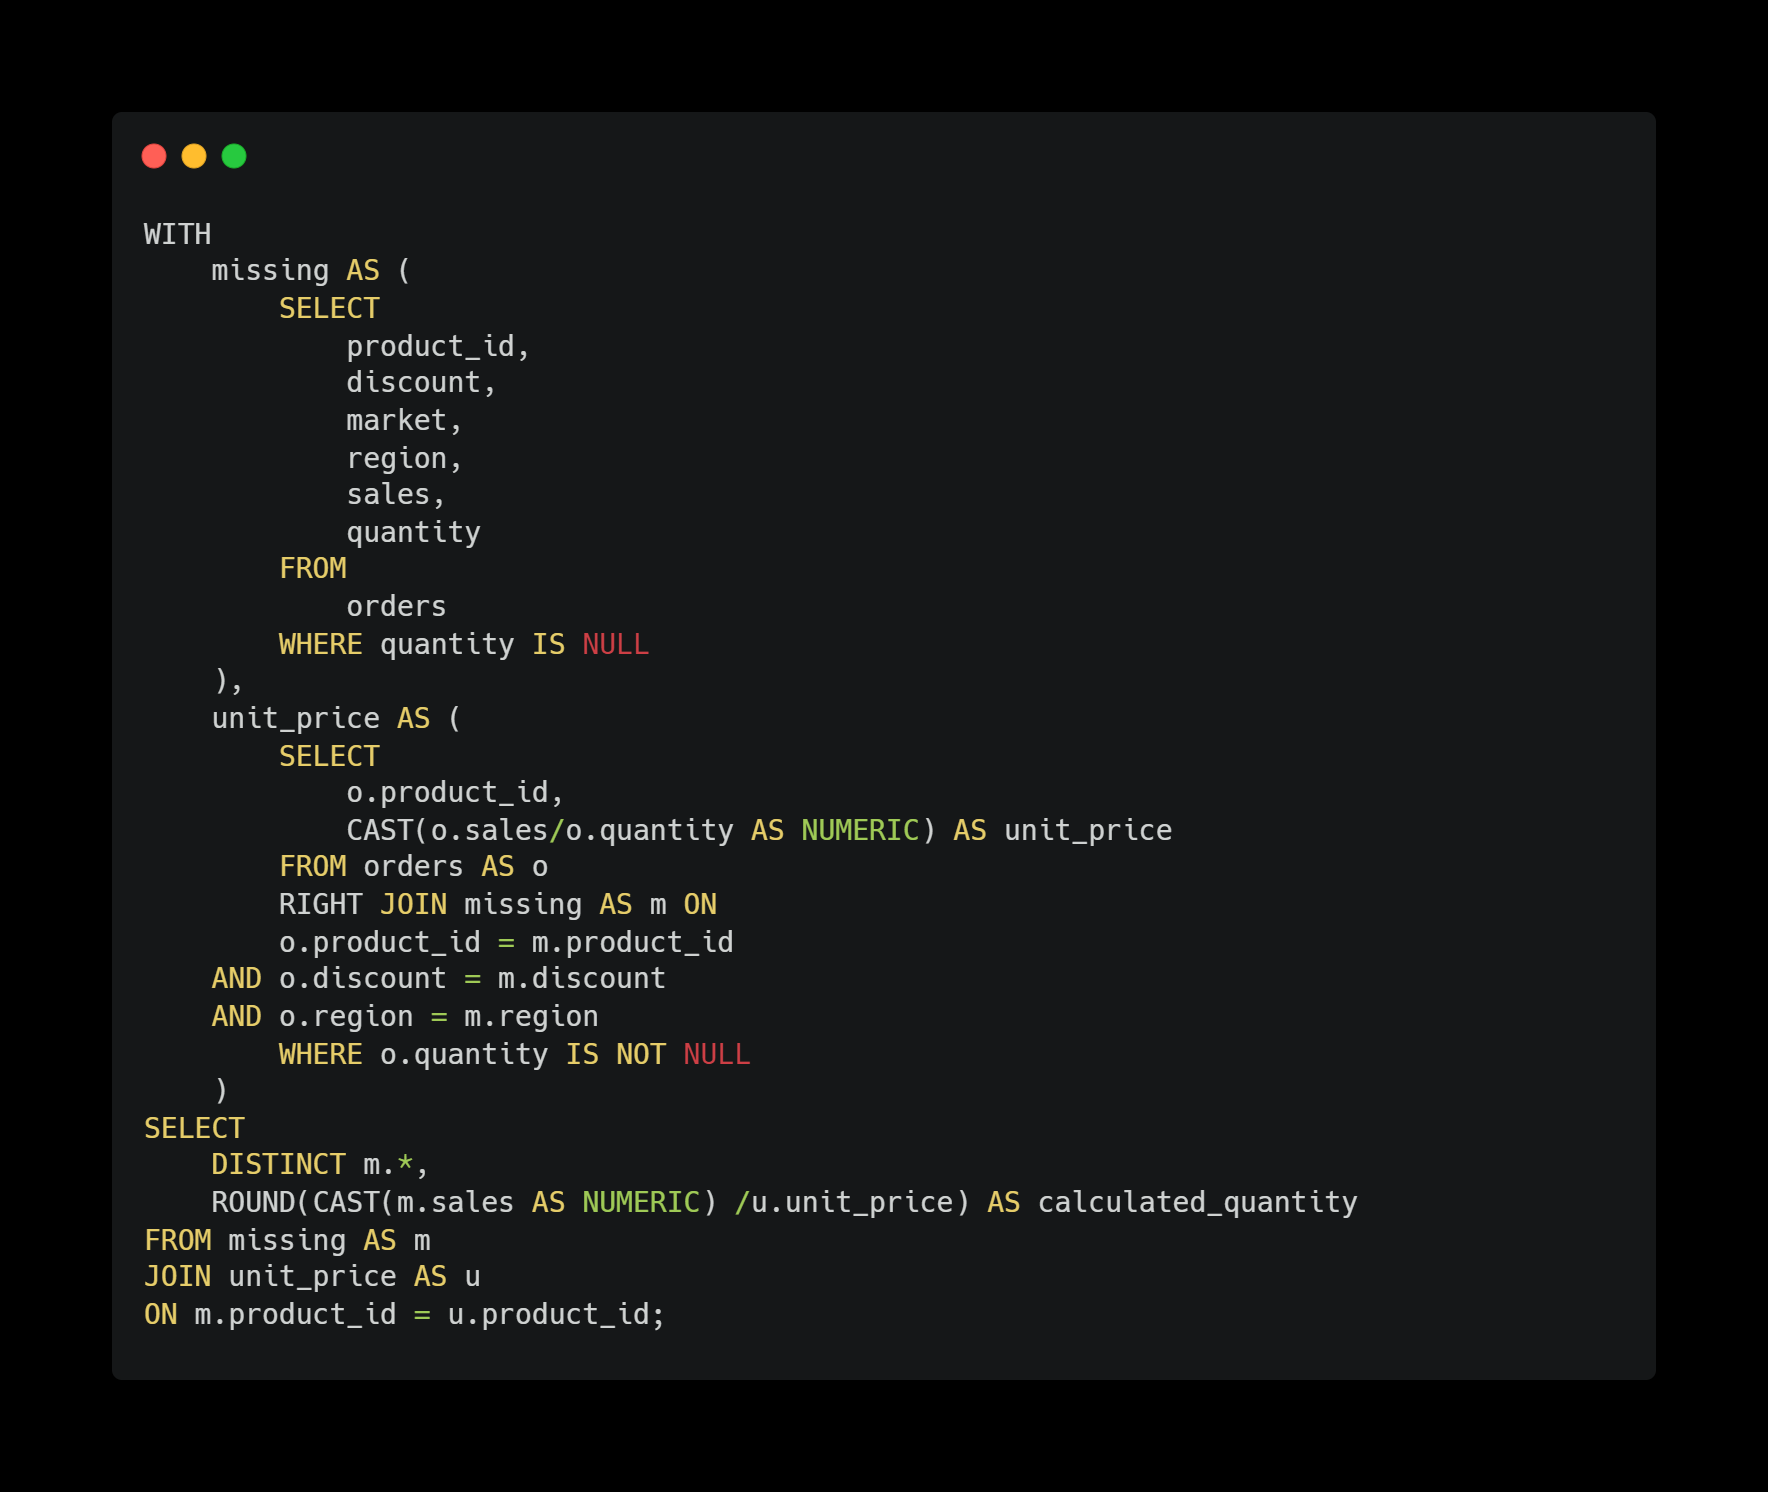 WITH
    missing AS (
        SELECT
            product_id,
            discount,
            market,
            region,
            sales,
            quantity
        FROM
            orders
        WHERE quantity IS NULL
    ),
    unit_price AS (
        SELECT
            o.product_id,
            CAST(o.sales/o.quantity AS NUMERIC) AS unit_price
        FROM orders AS o
        RIGHT JOIN missing AS m ON
        o.product_id = m.product_id
    AND o.discount = m.discount
    AND o.region = m.region
        WHERE o.quantity IS NOT NULL
    )
SELECT
    DISTINCT m.*,
    ROUND(CAST(m.sales AS NUMERIC) /u.unit_price) AS calculated_quantity
FROM missing AS m
JOIN unit_price AS u
ON m.product_id = u.product_id;